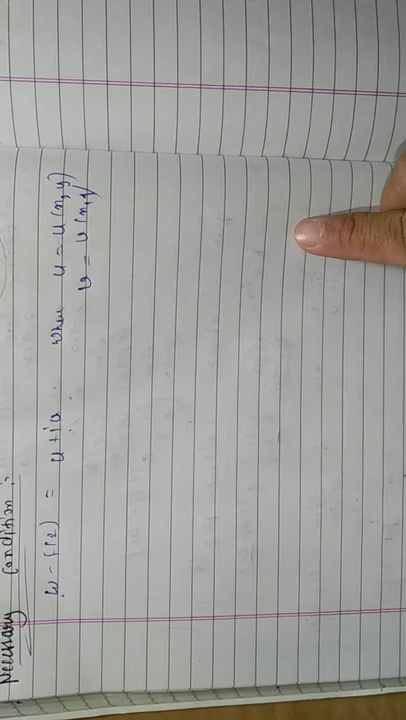 Necessary Condition :
w = f(z) = u + iv where u = u(x, y)
v = v(x, y)